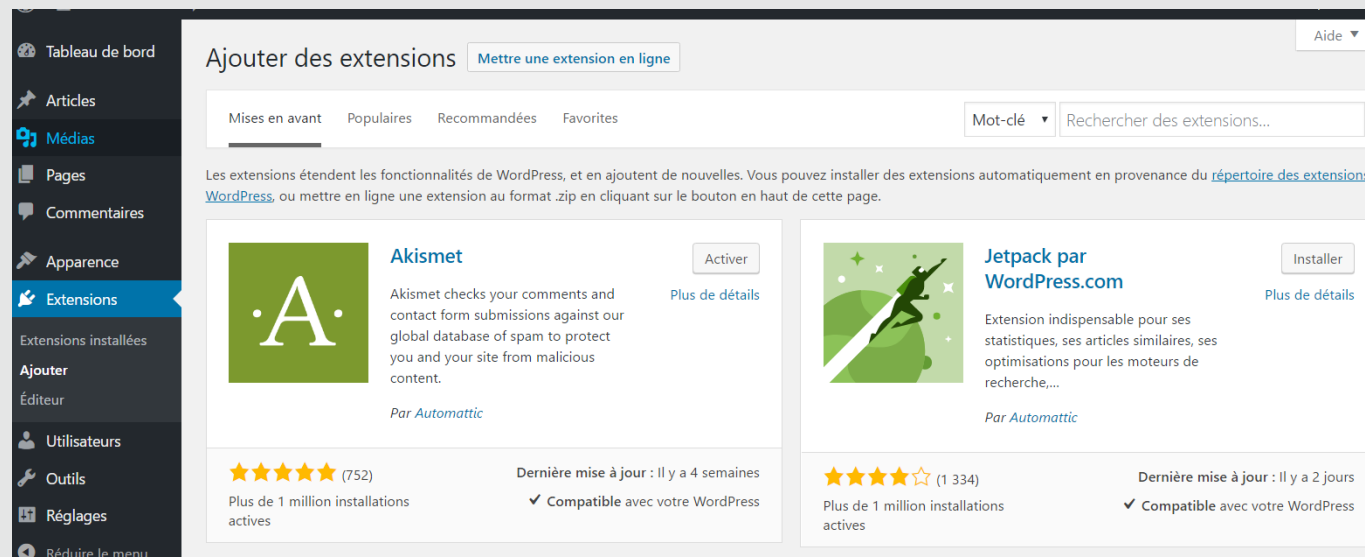 Aide ▼
Tableau de bord
Articles
Médias
Pages
Commentaires
Apparence
Extensions
Extensions installées
Ajouter
Éditeur
Utilisateurs
Outils
Réglages
Réduire le menu
Ajouter des extensions Mettre une extension en ligne
Mises en avant Populaires Recommandées Favorites Mot-clé ▼ Rechercher des extensions...
Les extensions étendent les fonctionnalités de WordPress, et en ajoutent de nouvelles. Vous pouvez installer des extensions automatiquement en provenance du répertoire des extensions
WordPress, ou mettre en ligne une extension au format .zip en cliquant sur le bouton en haut de cette page.
·A·
Akismet
Activer
Plus de détails
Akismet checks your comments and
contact form submissions against our
global database of spam to protect
you and your site from malicious
content.
Par Automattic
(752)
Plus de 1 million installations
actives
Dernière mise à jour : Il y a 4 semaines
✔ Compatible avec votre WordPress
Jetpack par
WordPress.com
Installer
Plus de détails
Extension indispensable pour ses
statistiques, ses articles similaires, ses
optimisations pour les moteurs de
recherche,...
Par Automattic
(1 334)
Plus de 1 million installations
actives
Dernière mise à jour : Il y a 2 jours
✔ Compatible avec votre WordPress